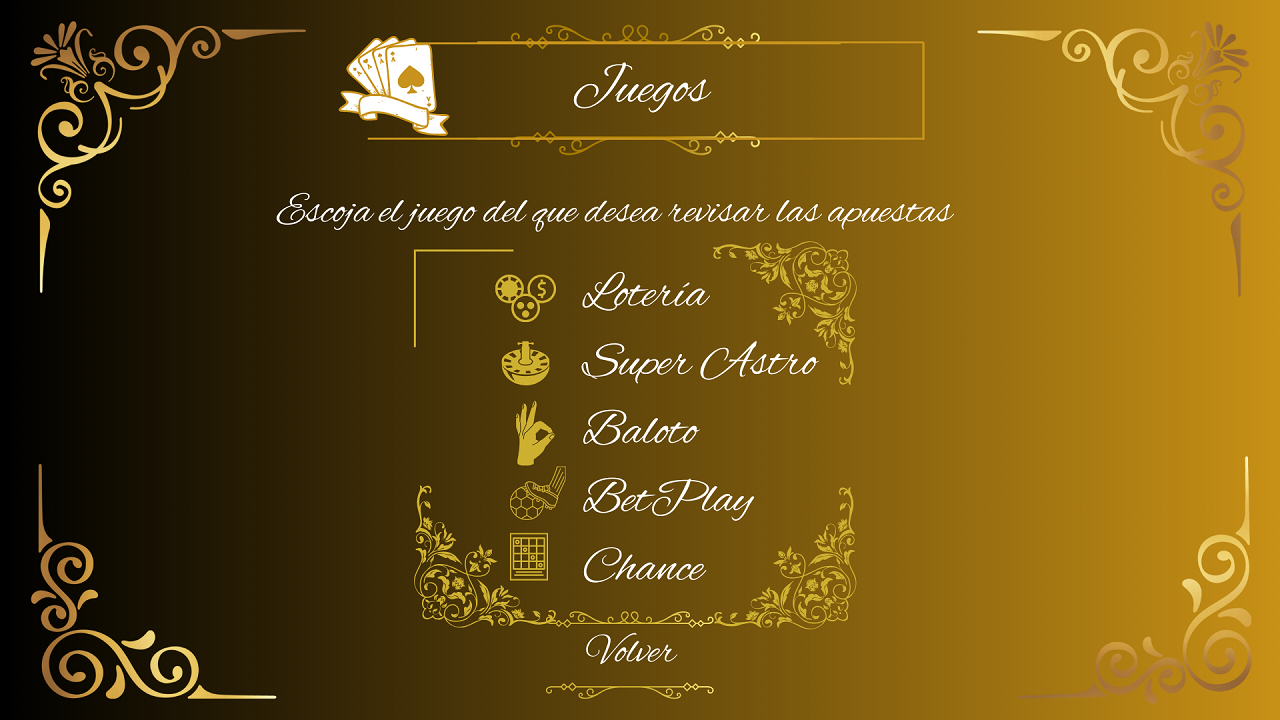 Juegos
Escoja el juego del que desea revisar las apuestas
Lotería
Super Astro
Baloto
BetPlay
Chance
Volver